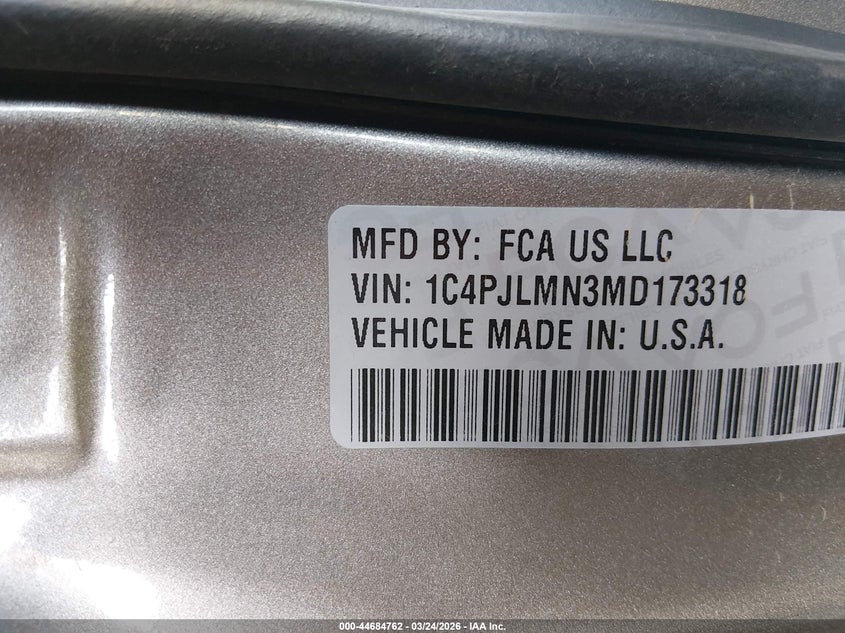 MFD BY: FCA US LLC
VIN: 1C4PJLMN3MD173318
VEHICLE MADE IN: U.S.A.
000-44684762 - 03/24/2026 - IAA Inc.